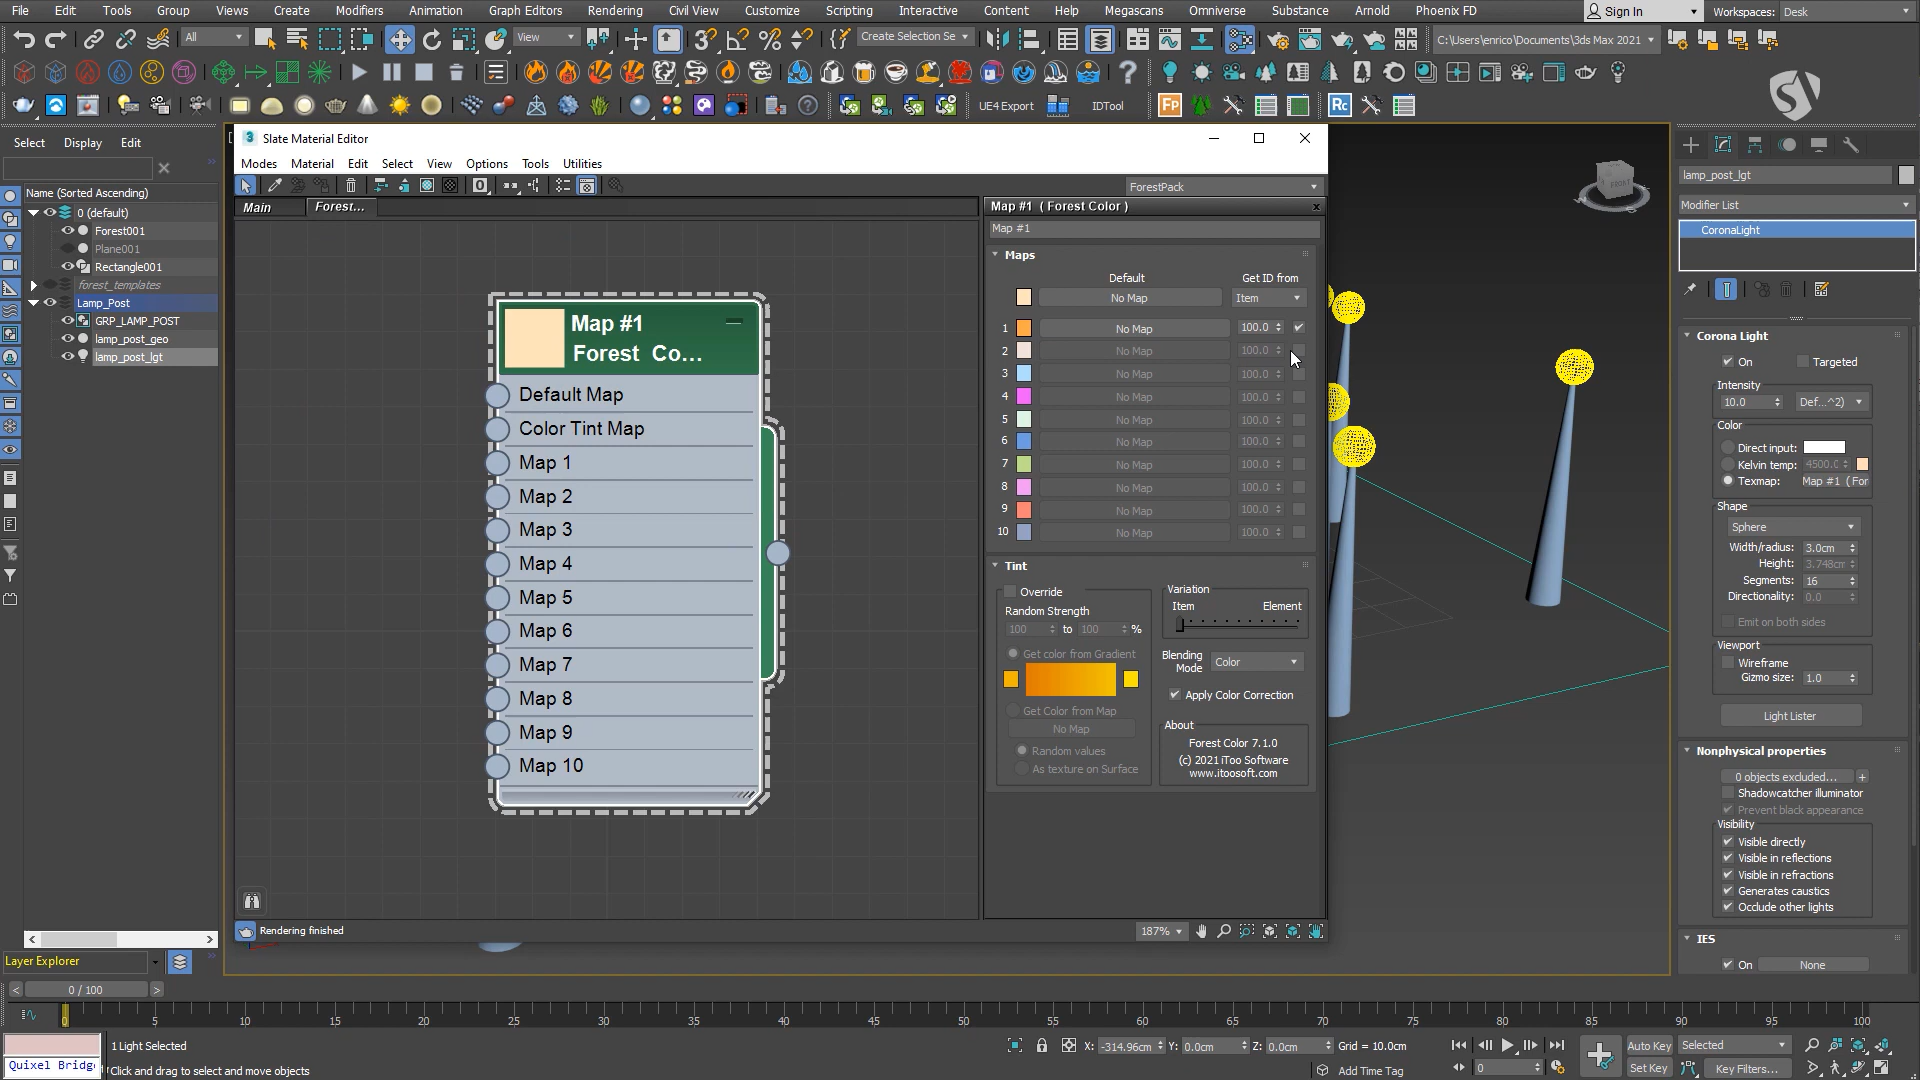 File Edit Tools Group Views Create Modifiers Animation Graph Editors Rendering Civil View Customize Scripting Interactive Content Help Megascans Omniverse Substance Arnold Phoenix FD Sign In Workspaces: Desk
All View Create Selection Se C:\Users\enrico\Documents\3ds Max 2021
UE4 Export IDTool Fp Rc
Select Display Edit
Name (Sorted Ascending)
0 (default)
Forest001
Plane001
Rectangle001
forest_templates
Lamp_Post
GRP_LAMP_POST
lamp_post_geo
lamp_post_lgt
Layer Explorer
Slate Material Editor
Modes Material Edit Select View Options Tools Utilities
ForestPack
Main Forest...
Map #1
Forest Co...
Default Map
Color Tint Map
Map 1
Map 2
Map 3
Map 4
Map 5
Map 6
Map 7
Map 8
Map 9
Map 10
Rendering finished
187%
Map #1 ( Forest Color )
Map #1
Maps
Default Get ID from
No Map Item
1 No Map 100.0
2 No Map 100.0
3 No Map 100.0
4 No Map 100.0
5 No Map 100.0
6 No Map 100.0
7 No Map 100.0
8 No Map 100.0
9 No Map 100.0
10 No Map 100.0
Tint
Override
Random Strength
100 to 100 %
Get color from Gradient
Get Color from Map
No Map
Random values
As texture on Surface
Variation
Item Element
Blending Mode Color
Apply Color Correction
About
Forest Color 7.1.0
(c) 2021 iToo Software
www.itoosoft.com
FRONT
lamp_post_lgt
Modifier List
CoronaLight
Corona Light
On Targeted
Intensity
10.0 Def...^2)
Color
Direct input:
Kelvin temp: 4500.0
Texmap: Map #1 (For
Shape
Sphere
Width/radius: 3.0cm
Height: 3.748cm
Segments: 16
Directionality: 0.0
Emit on both sides
Viewport
Wireframe
Gizmo size: 1.0
Light Lister
Nonphysical properties
0 objects excluded... +
Shadowcatcher illuminator
Prevent black appearance
Visibility
Visible directly
Visible in reflections
Visible in refractions
Generates caustics
Occlude other lights
IES
On None
< 0 / 100 >
0 5 10 15 20 25 30 35 40 45 50 55 60 65 70 75 80 85 90 95 100
1 Light Selected
X: -314.96cm Y: 0.0cm Z: 0.0cm Grid = 10.0cm
Auto Key Selected
Quixel Bridge
Click and drag to select and move objects
Add Time Tag
0
Set Key Key Filters...